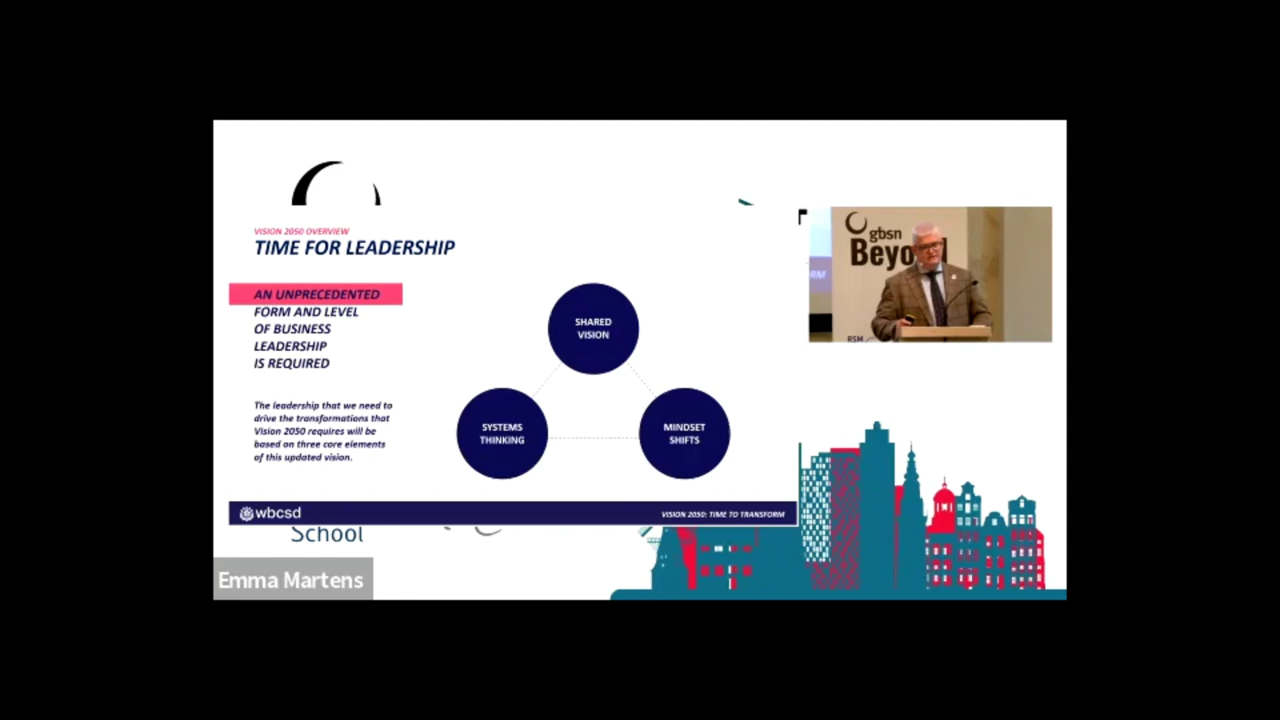 VISION 2050 OVERVIEW
TIME FOR LEADERSHIP
AN UNPRECEDENTED
FORM AND LEVEL
OF BUSINESS
LEADERSHIP
IS REQUIRED
The leadership that we need to
drive the transformations that
Vision 2050 requires will be
based on three core elements
of this updated vision.
SHARED
VISION
SYSTEMS
THINKING
MINDSET
SHIFTS
wbcsd
VISION 2050: TIME TO TRANSFORM
gbsn
Beyo
RM
RSM
School
Emma Martens